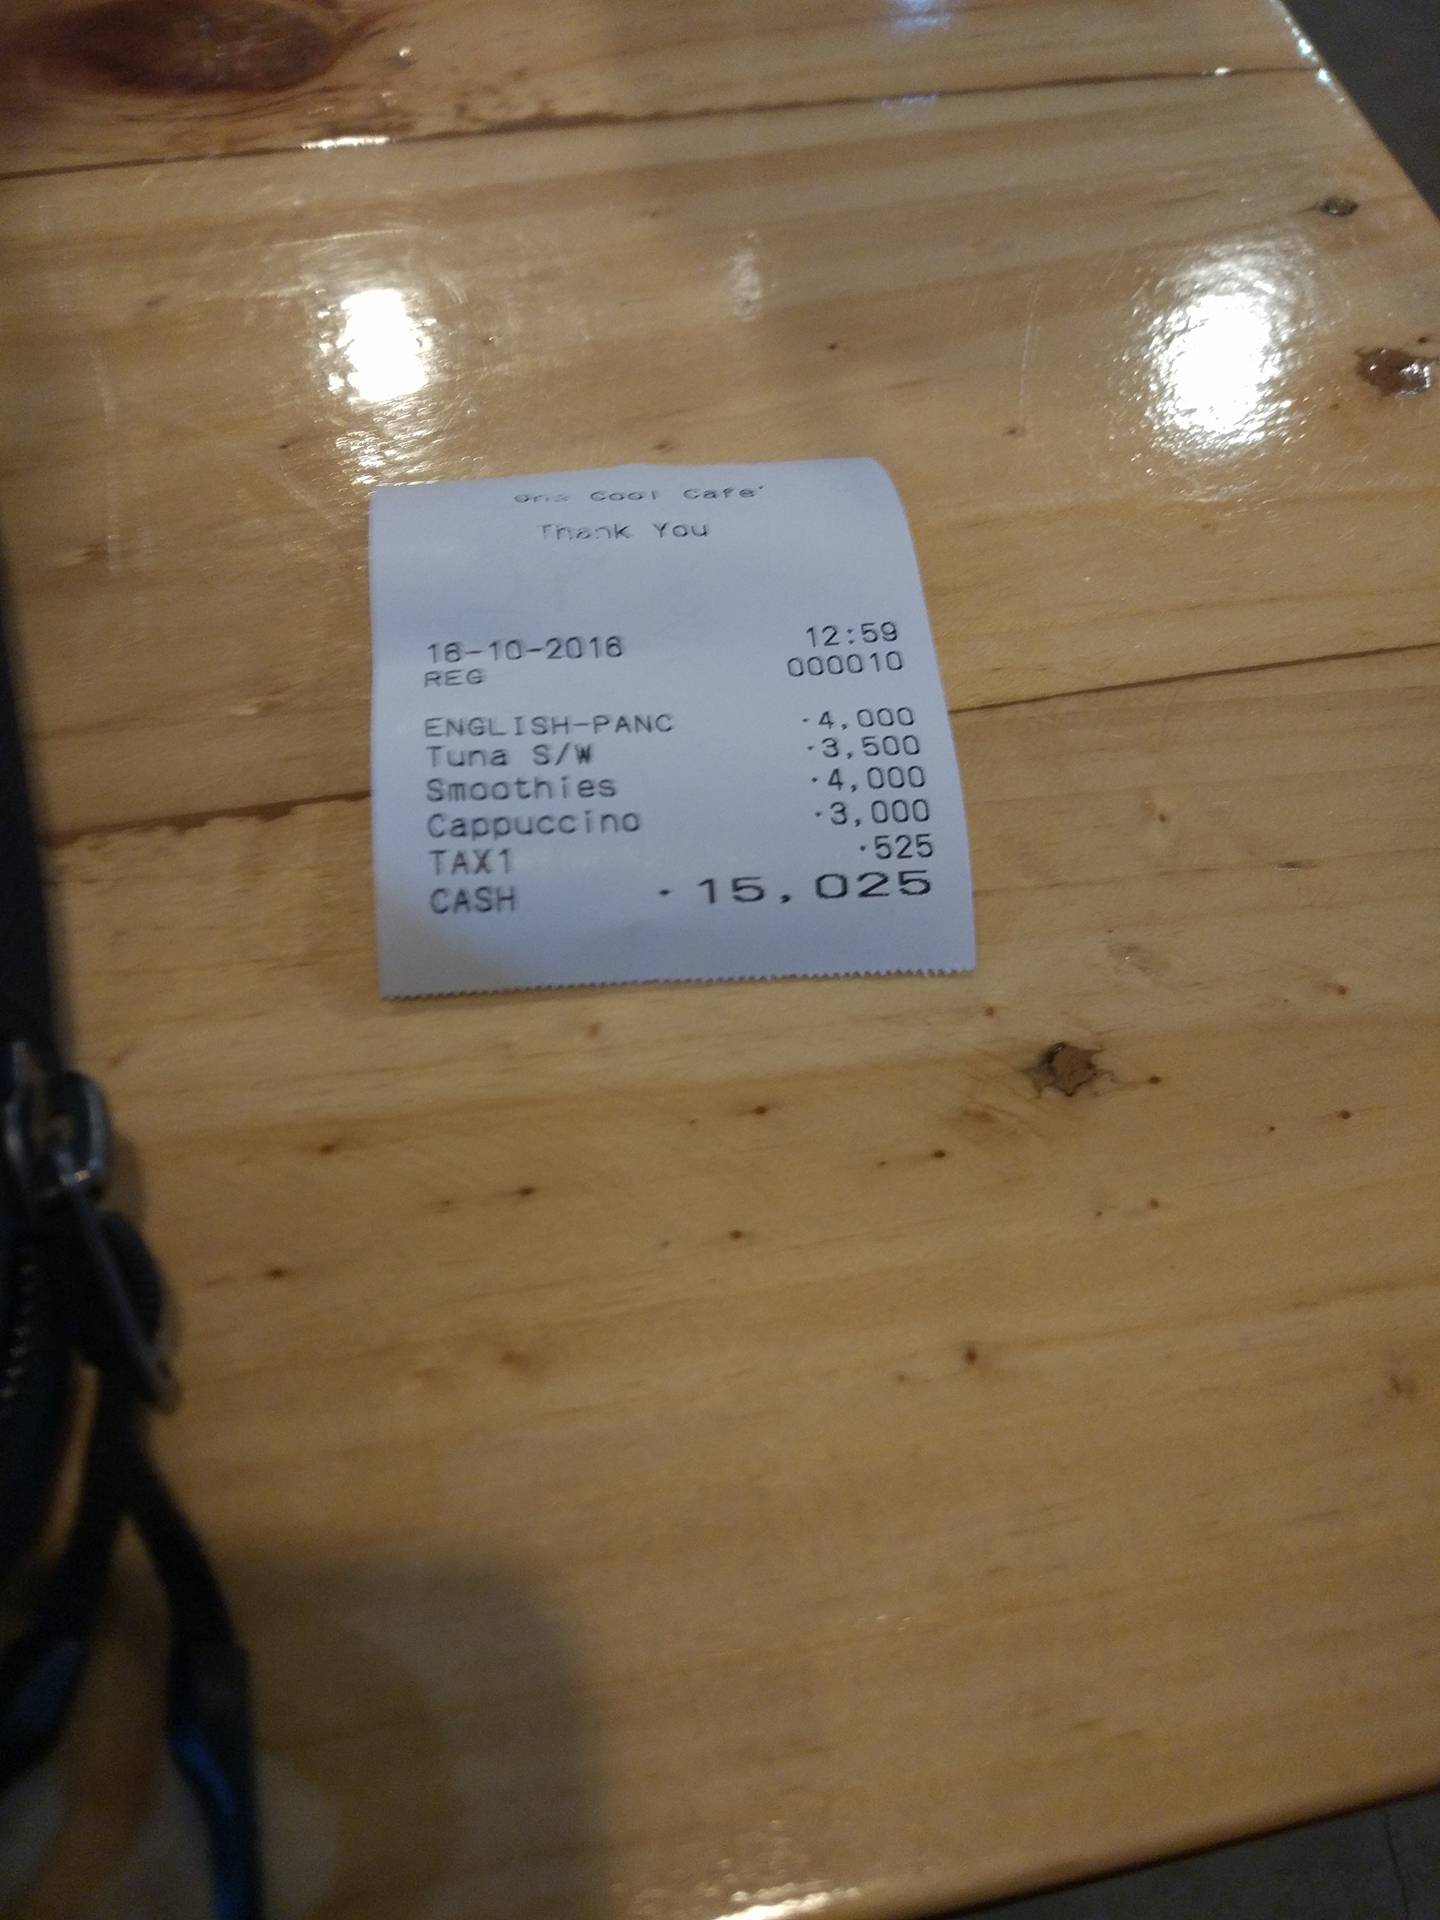 One Cool Cafe'
Thank You
16-10-2016 12:59
REG 000010
ENGLISH-PANC ·4,000
Tuna S/W ·3,500
Smoothies ·4,000
Cappuccino ·3,000
TAX1 ·525
CASH ·15,025